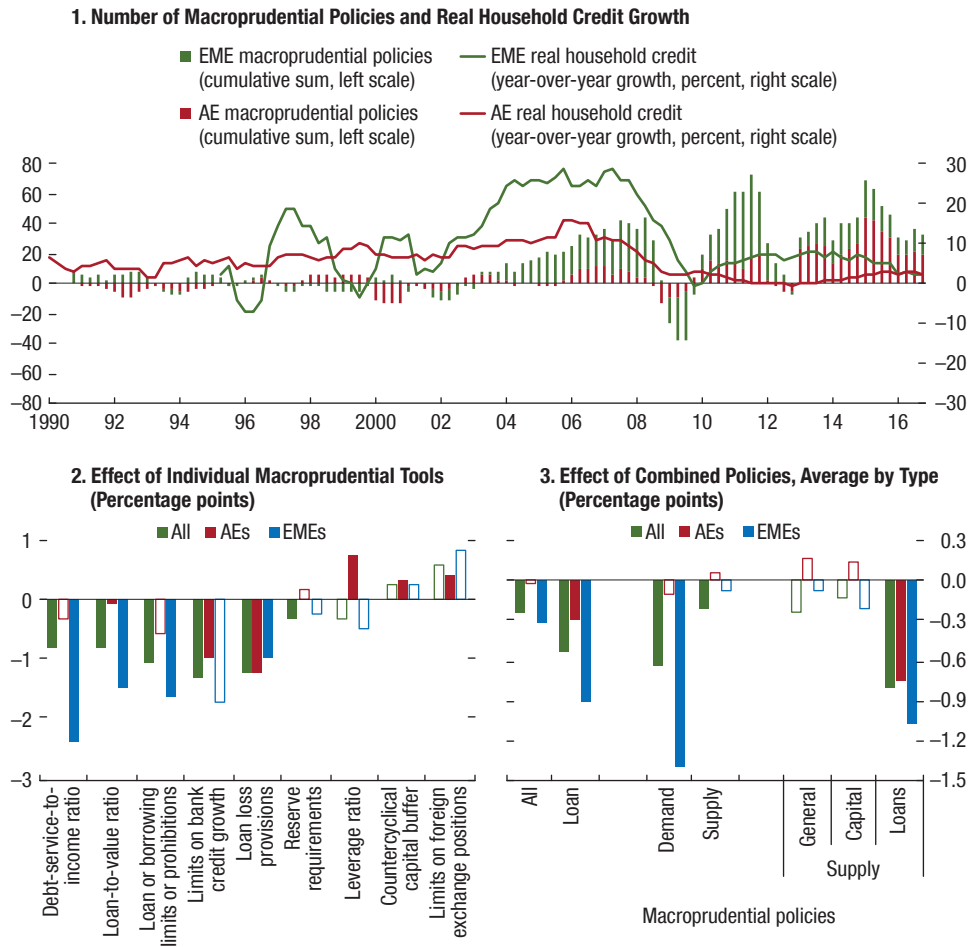 1. Number of Macroprudential Policies and Real Household Credit Growth
EME macroprudential policies
(cumulative sum, left scale)
EME real household credit
(year-over-year growth, percent, right scale)
AE macroprudential policies
(cumulative sum, left scale)
AE real household credit
(year-over-year growth, percent, right scale)
80
60
40
20
0
–20
–40
–60
–80
30
20
10
0
–10
–20
–30
1990 92 94 96 98 2000 02 04 06 08 10 12 14 16
2. Effect of Individual Macroprudential Tools
(Percentage points)
All AEs EMEs
1
0
–1
–2
–3
Debt-service-to-
income ratio
Loan-to-value ratio
Loan or borrowing
limits or prohibitions
Limits on bank
credit growth
Loan loss
provisions
Reserve
requirements
Leverage ratio
Countercyclical
capital buffer
Limits on foreign
exchange positions
3. Effect of Combined Policies, Average by Type
(Percentage points)
All AEs EMEs
0.3
0.0
–0.3
–0.6
–0.9
–1.2
–1.5
All
Loan
Demand
Supply
General
Capital
Loans
Supply
Macroprudential policies